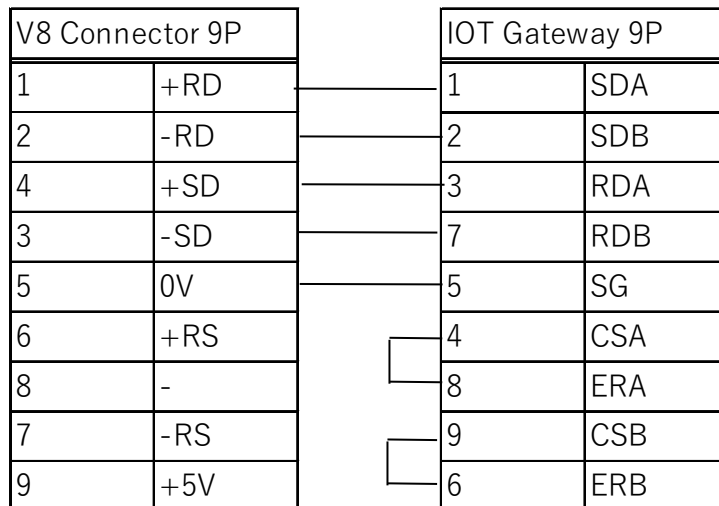 V8 Connector 9P IOT Gateway 9P
1 +RD 1 SDA
2 -RD 2 SDB
4 +SD 3 RDA
3 -SD 7 RDB
5 0V 5 SG
6 +RS 4 CSA
8 - 8 ERA
7 -RS 9 CSB
9 +5V 6 ERB